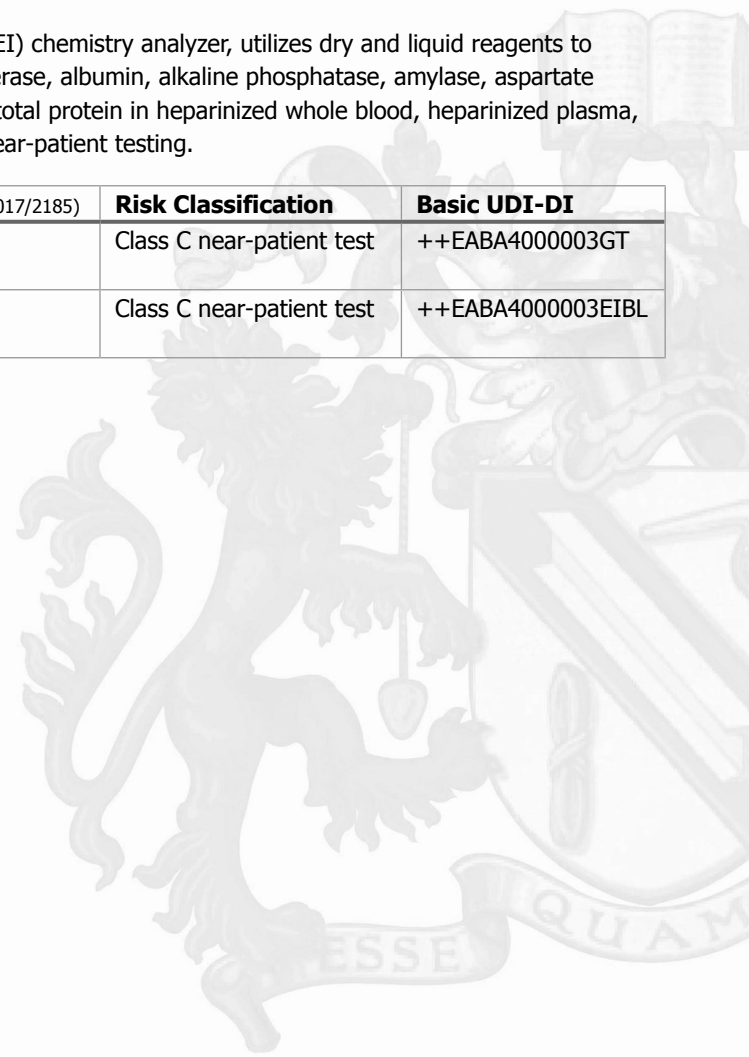 EI) chemistry analyzer, utilizes dry and liquid reagents to
erase, albumin, alkaline phosphatase, amylase, aspartate
total protein in heparinized whole blood, heparinized plasma,
ear-patient testing.
017/2185) Risk Classification Basic UDI-DI
Class C near-patient test ++EABA4000003GT
Class C near-patient test ++EABA4000003EIBL
ESSE QUAM